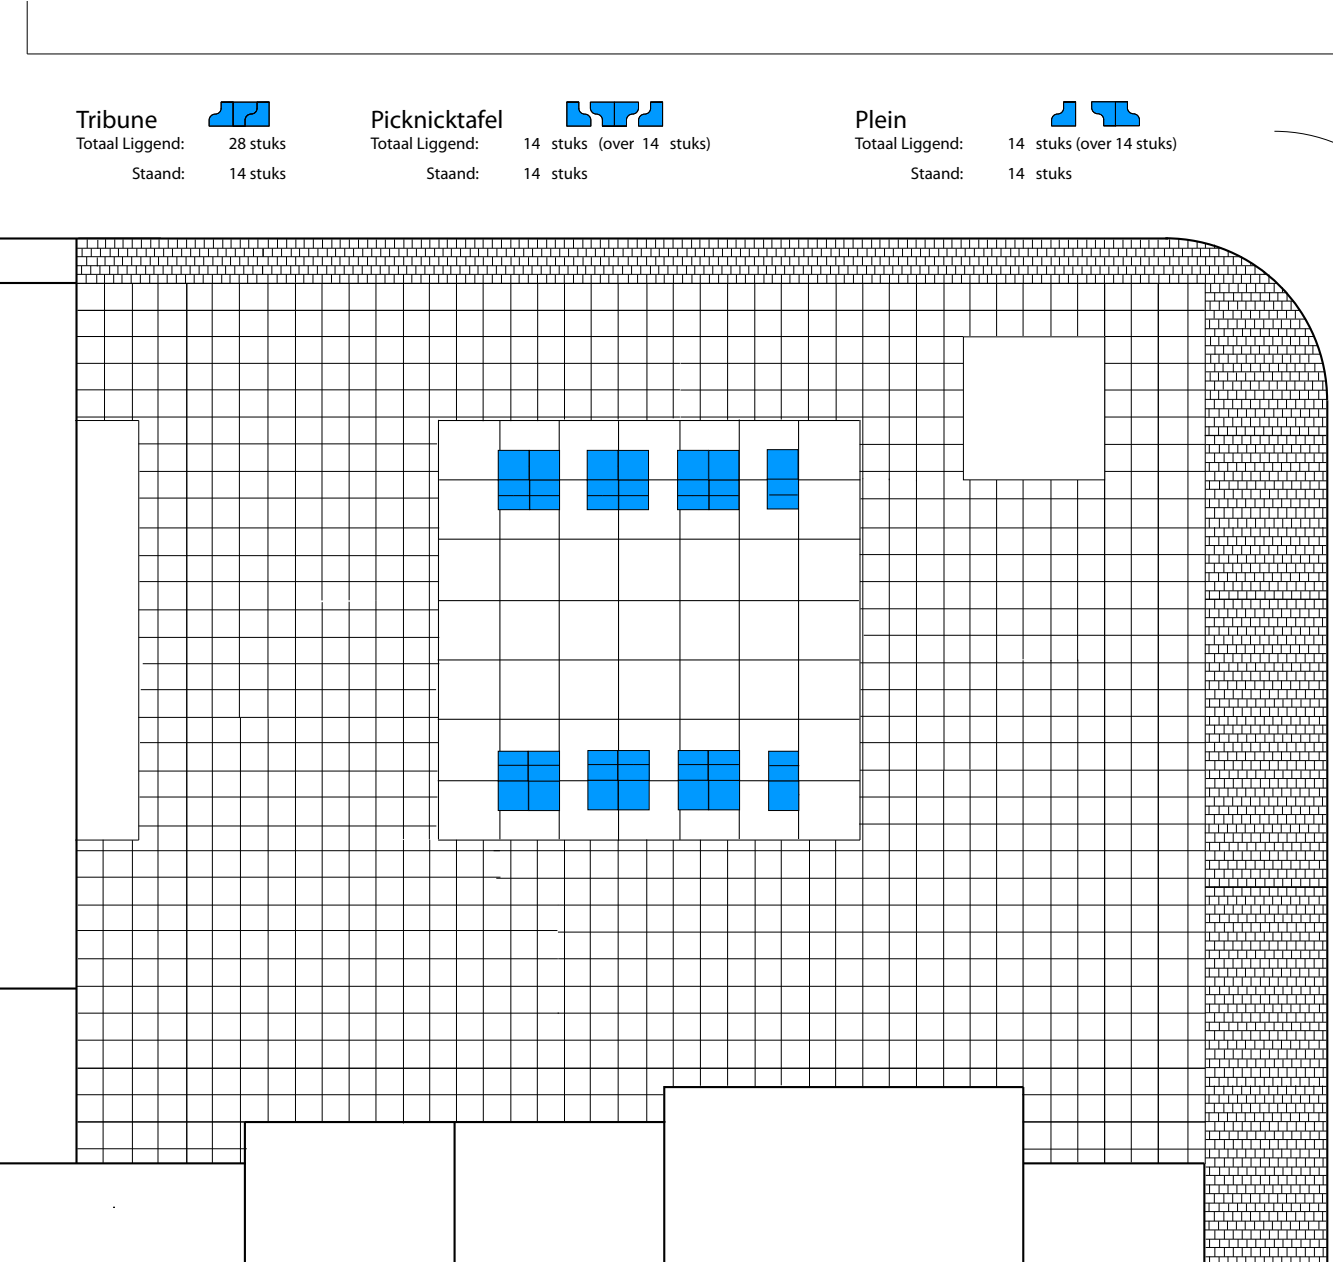 Tribune
Totaal Liggend: 28 stuks
Staand: 14 stuks
Picknicktafel
Totaal Liggend: 14 stuks (over 14 stuks)
Staand: 14 stuks
Plein
Totaal Liggend: 14 stuks (over 14 stuks)
Staand: 14 stuks